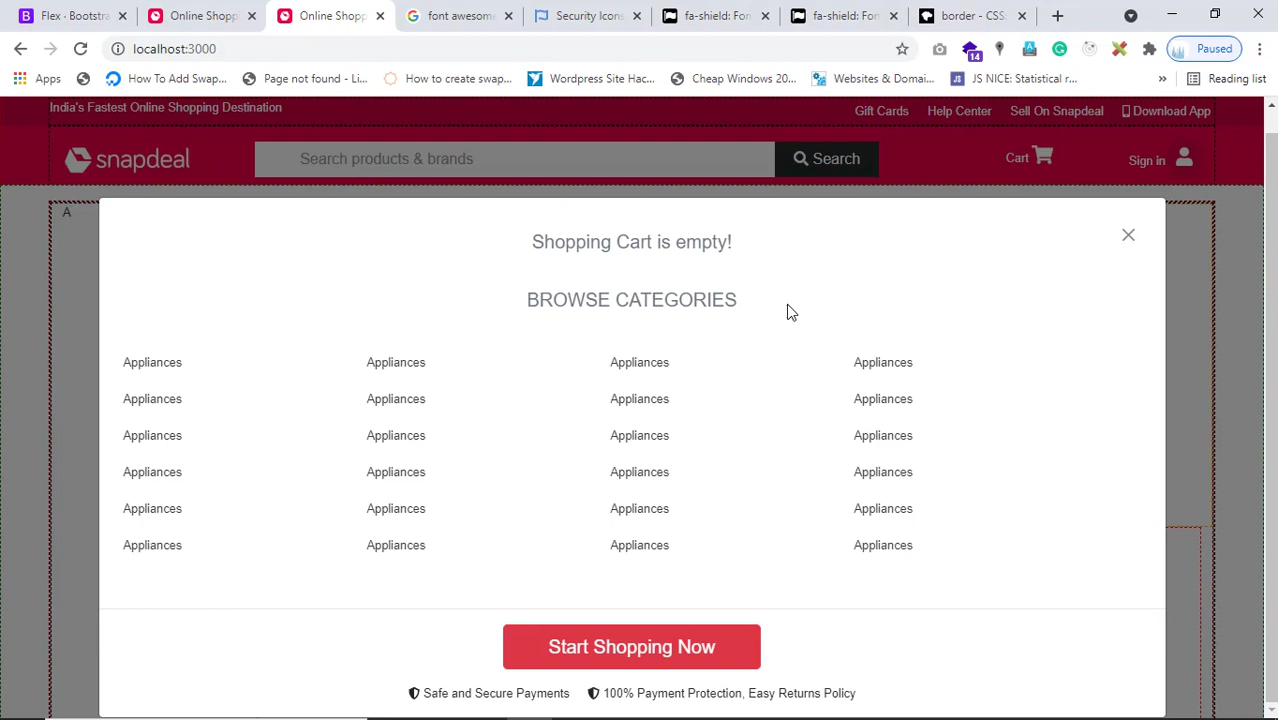 Flex - Bootstra
Online Shopp
Online Shopp
font awesome
Security Icons
fa-shield: Fon
fa-shield: Fon
border - CSS
localhost:3000
Paused
Apps
How To Add Swap...
Page not found - Li...
How to create swap...
Wordpress Site Hac...
Cheap Windows 20...
Websites & Domai...
JS NICE: Statistical r...
»
Reading list
14
India's Fastest Online Shopping Destination
Gift Cards
Help Center
Sell On Snapdeal
Download App
snapdeal
Search products & brands
Search
Cart
Sign in
A
Shopping Cart is empty!
BROWSE CATEGORIES
Appliances Appliances Appliances Appliances
Appliances Appliances Appliances Appliances
Appliances Appliances Appliances Appliances
Appliances Appliances Appliances Appliances
Appliances Appliances Appliances Appliances
Appliances Appliances Appliances Appliances
Start Shopping Now
Safe and Secure Payments 100% Payment Protection, Easy Returns Policy